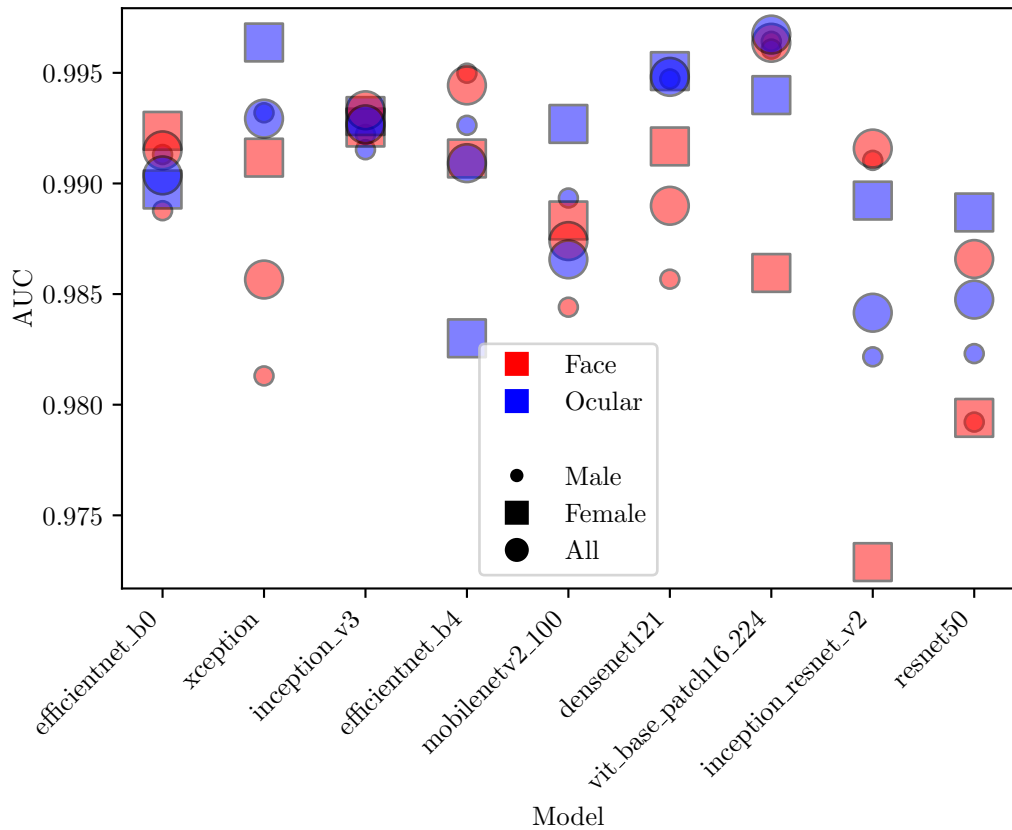 0.995
0.990
0.985
0.980
0.975
AUC
Face
Ocular
Male
Female
All
efficientnet_b0
xception
inception_v3
efficientnet_b4
mobilenetv2_100
densenet121
vit_base_patch16_224
inception_resnet_v2
resnet50
Model